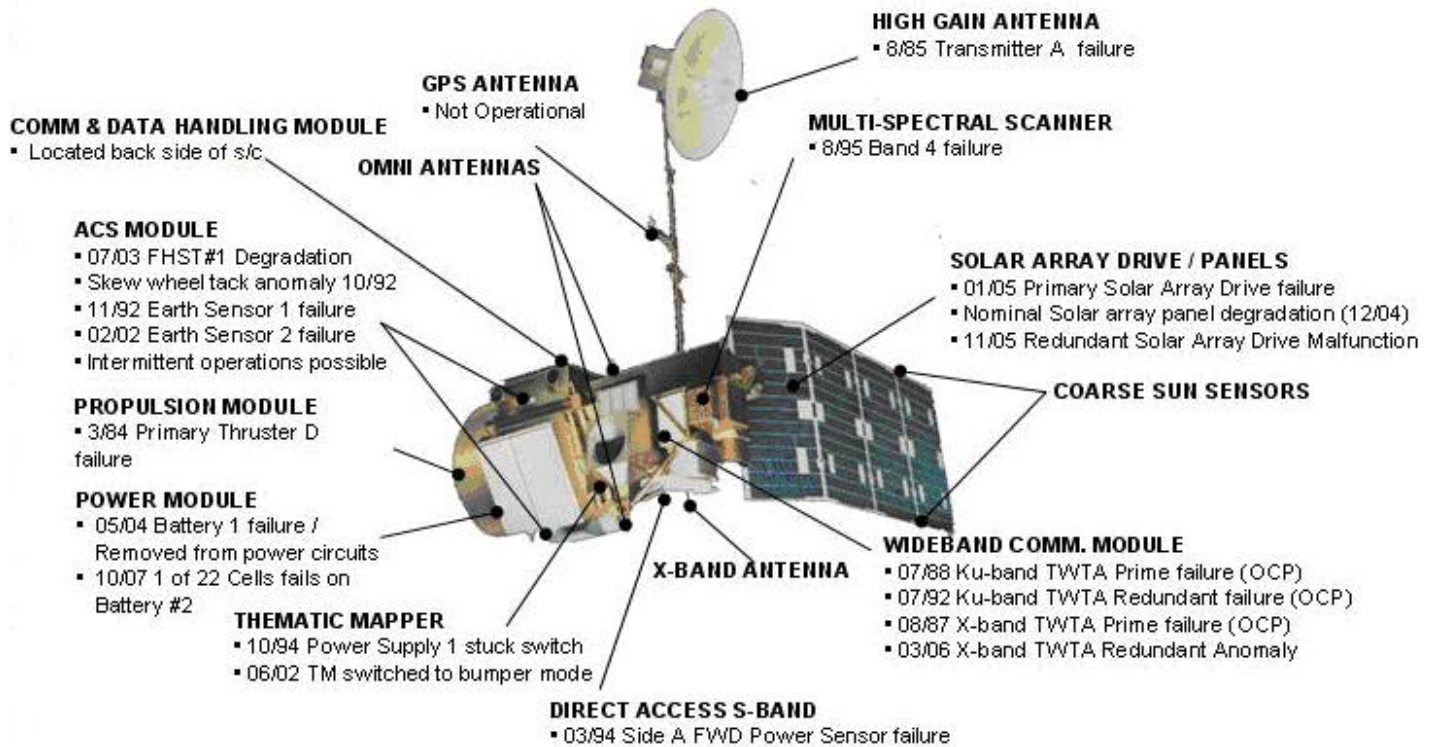 HIGH GAIN ANTENNA
▪ 8/85 Transmitter A failure
GPS ANTENNA
▪ Not Operational
COMM & DATA HANDLING MODULE
▪ Located back side of s/c
MULTI-SPECTRAL SCANNER
▪ 8/95 Band 4 failure
OMNI ANTENNAS
ACS MODULE
▪ 07/03 FHST#1 Degradation
▪ Skew wheel tack anomaly 10/92
▪ 11/92 Earth Sensor 1 failure
▪ 02/02 Earth Sensor 2 failure
▪ Intermittent operations possible
SOLAR ARRAY DRIVE / PANELS
▪ 01/05 Primary Solar Array Drive failure
▪ Nominal Solar array panel degradation (12/04)
▪ 11/05 Redundant Solar Array Drive Malfunction
COARSE SUN SENSORS
PROPULSION MODULE
▪ 3/84 Primary Thruster D
failure
POWER MODULE
▪ 05/04 Battery 1 failure /
Removed from power circuits
▪ 10/07 1 of 22 Cells fails on
Battery #2
THEMATIC MAPPER
▪ 10/94 Power Supply 1 stuck switch
▪ 06/02 TM switched to bumper mode
X-BAND ANTENNA
WIDEBAND COMM. MODULE
▪ 07/88 Ku-band TWTA Prime failure (OCP)
▪ 07/92 Ku-band TWTA Redundant failure (OCP)
▪ 08/87 X-band TWTA Prime failure (OCP)
▪ 03/06 X-band TWTA Redundant Anomaly
DIRECT ACCESS S-BAND
▪ 03/94 Side A FWD Power Sensor failure